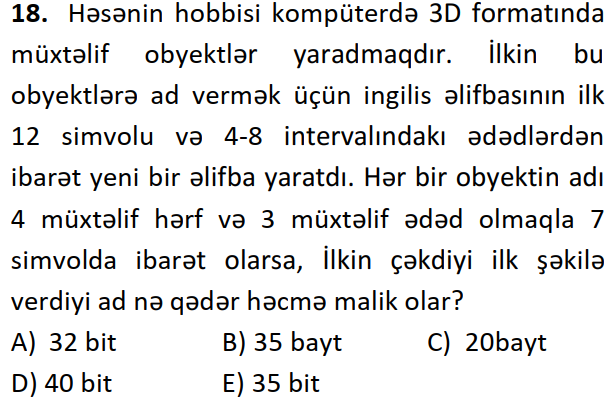 18. Həsənin hobbisi kompüterdə 3D formatında
müxtəlif obyektlər yaradmaqdır. İlkin bu
obyektlərə ad vermək üçün ingilis əlifbasının ilk
12 simvolu və 4-8 intervalındakı ədədlərdən
ibarət yeni bir əlifba yaratdı. Hər bir obyektin adı
4 müxtəlif hərf və 3 müxtəlif ədəd olmaqla 7
simvolda ibarət olarsa, İlkin çəkdiyi ilk şəkilə
verdiyi ad nə qədər həcmə malik olar?
A) 32 bit B) 35 bayt C) 20bayt
D) 40 bit E) 35 bit